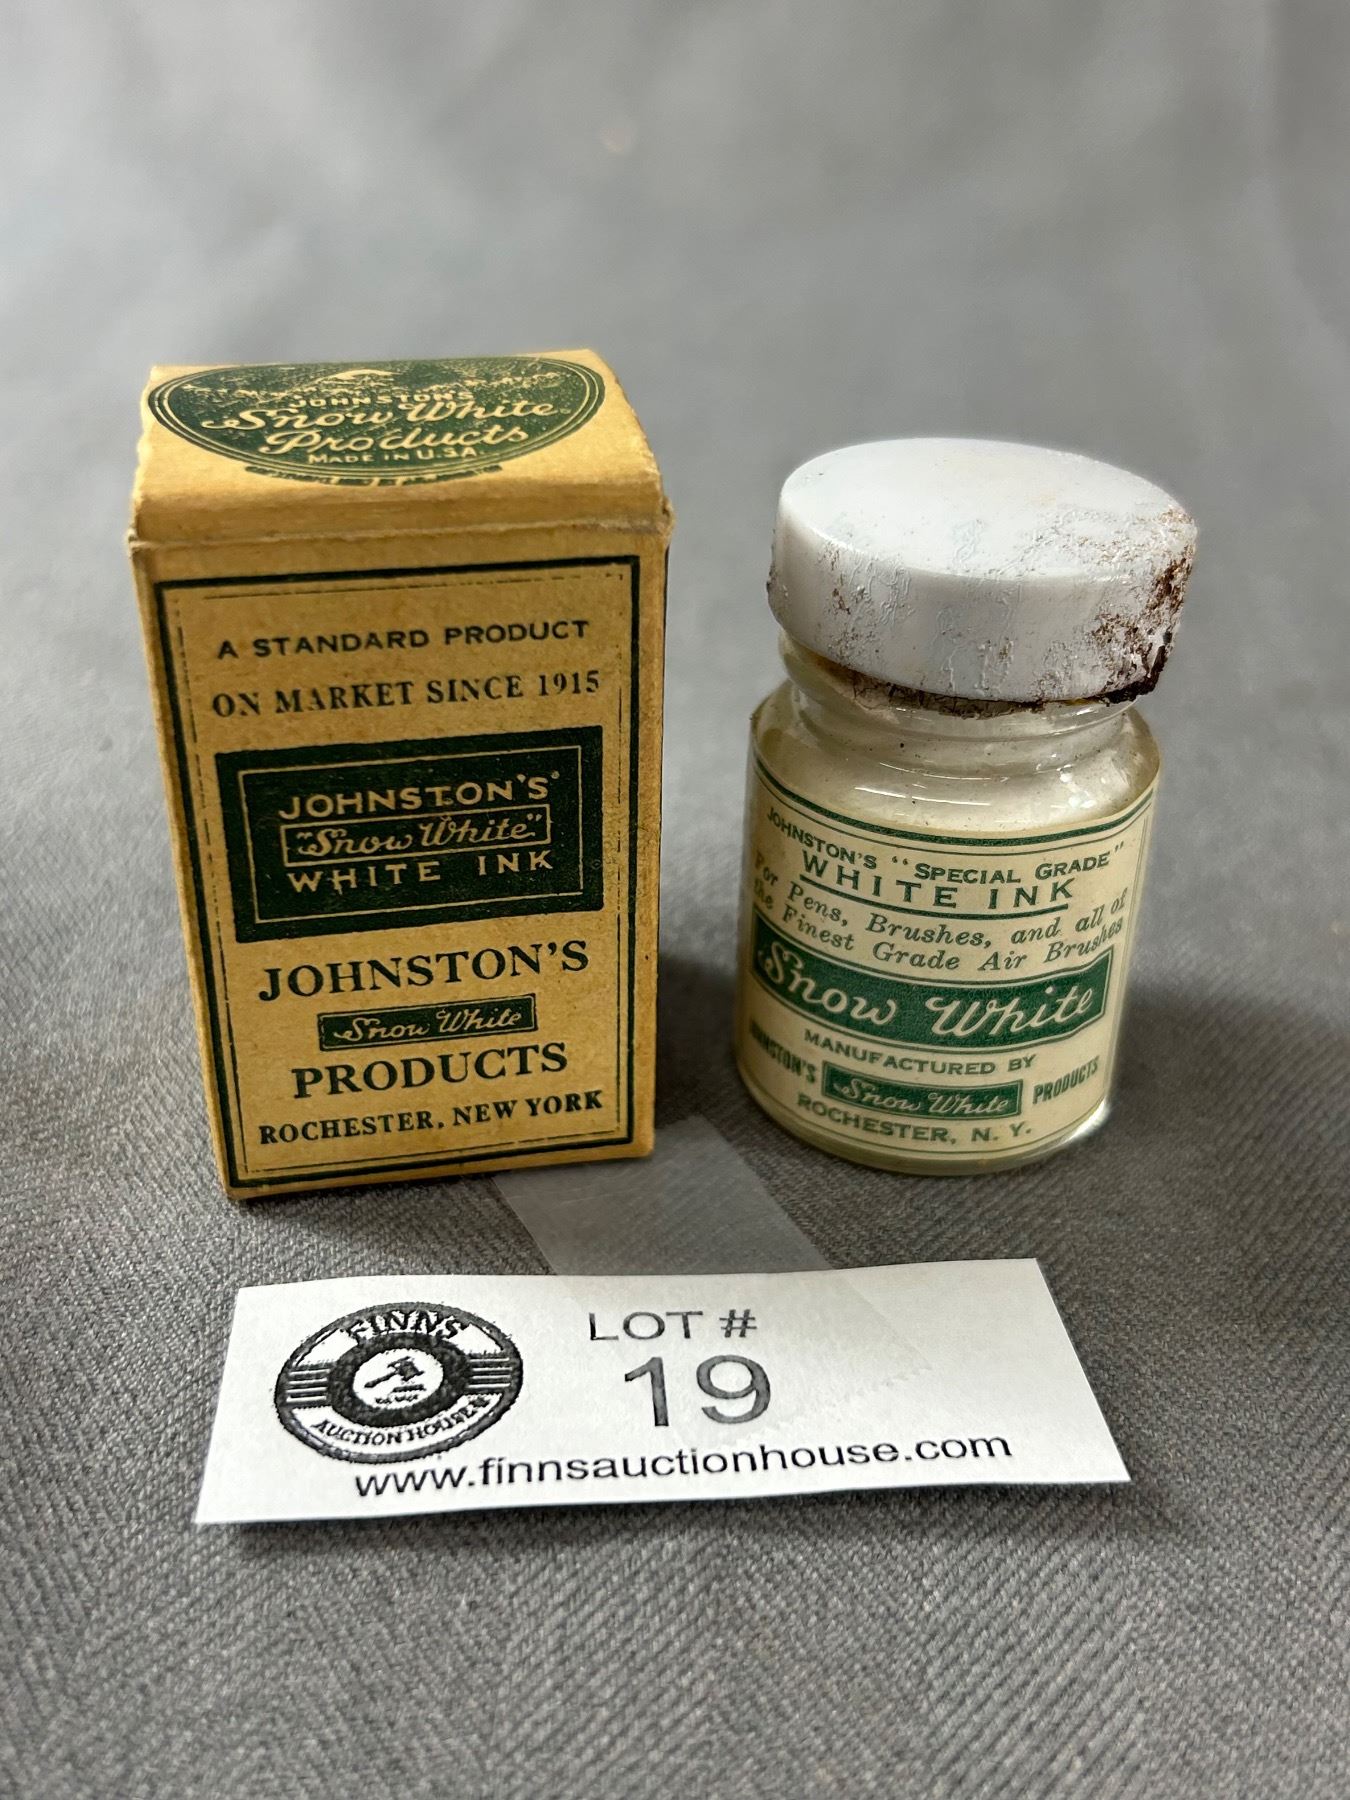 JOHNSTON'S
Snow White
Products
MADE IN U.S.A.
A STANDARD PRODUCT
ON MARKET SINCE 1915
JOHNSTON'S
"Snow White"
WHITE INK
JOHNSTON'S
Snow White
PRODUCTS
ROCHESTER, NEW YORK
JOHNSTON'S "SPECIAL GRADE"
WHITE INK
For Pens, Brushes, and all of
the Finest Grade Air Brushes
Snow White
MANUFACTURED BY
JOHNSTON'S Snow White PRODUCTS
ROCHESTER, N. Y.
FINNS
AUCTION HOUSE
LOT #
19
www.finnsauctionhouse.com